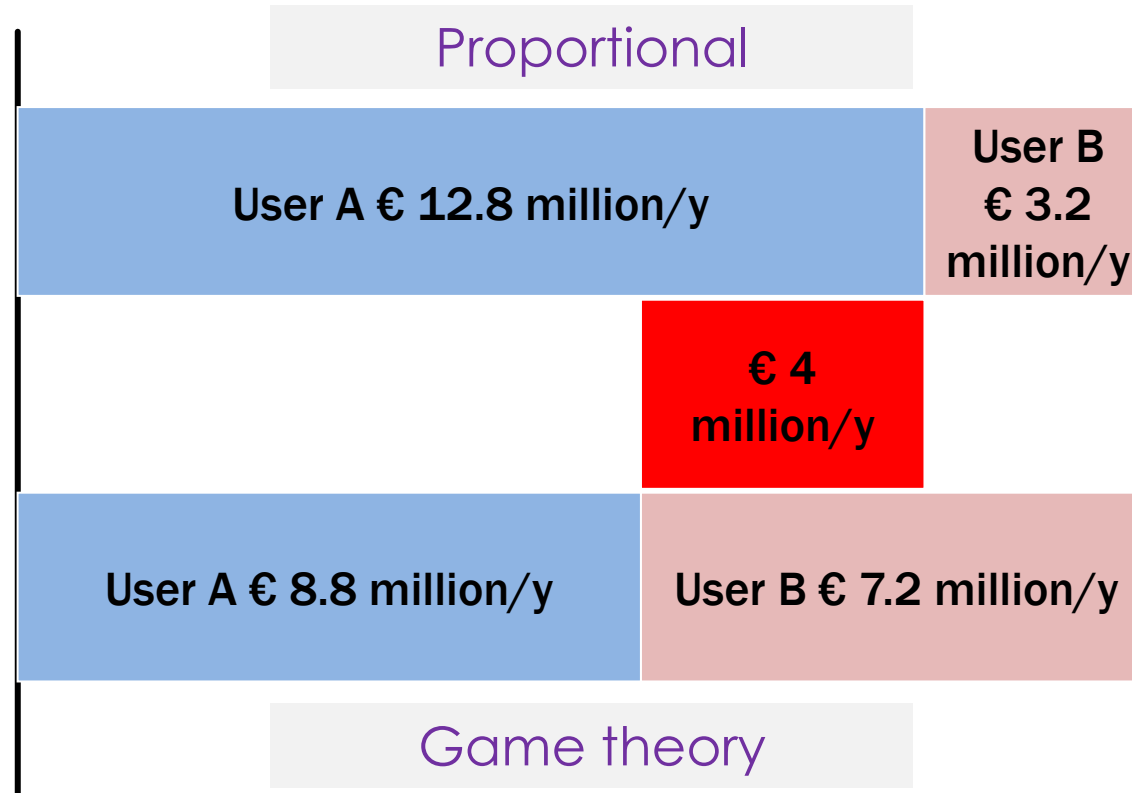 Proportional
User A € 12.8 million/y
User B
€ 3.2
million/y
€ 4
million/y
User A € 8.8 million/y
User B € 7.2 million/y
Game theory